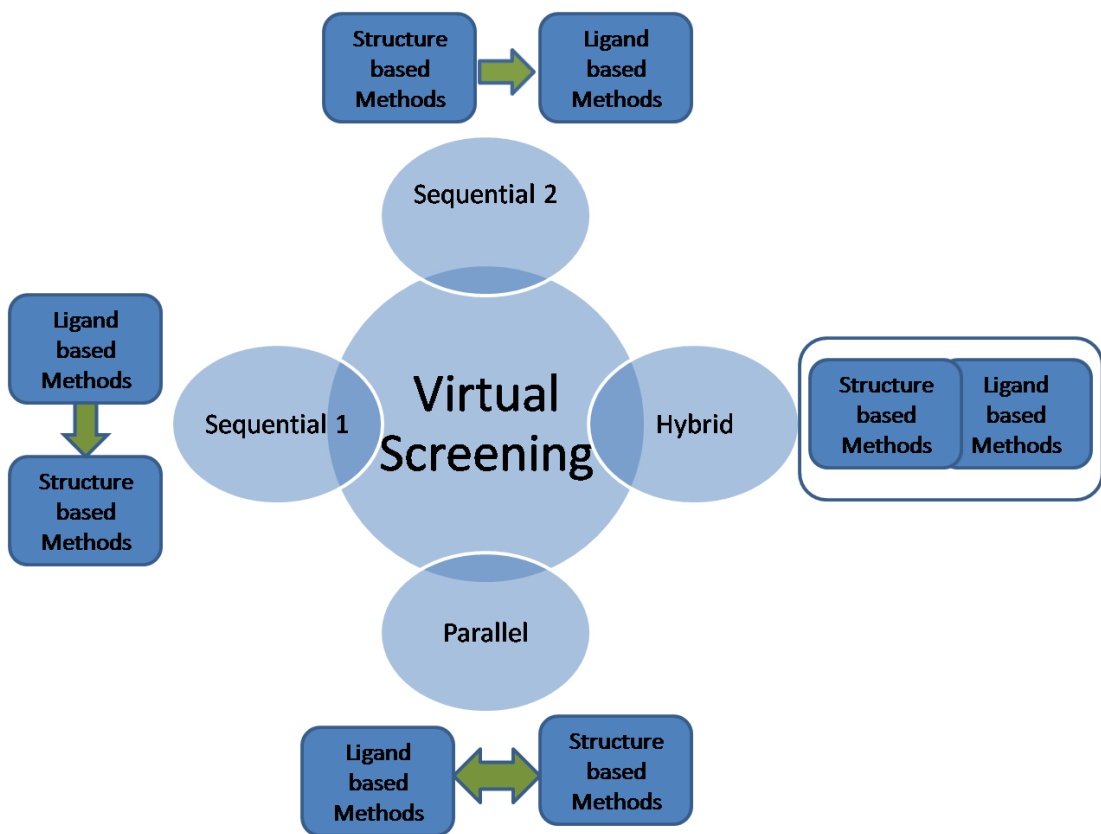 Structure
based
Methods
Ligand
based
Methods
Sequential 2
Ligand
based
Methods
Structure
based
Methods
Sequential 1
Virtual
Screening
Hybrid
Structure
based
Methods
Ligand
based
Methods
Parallel
Ligand
based
Methods
Structure
based
Methods